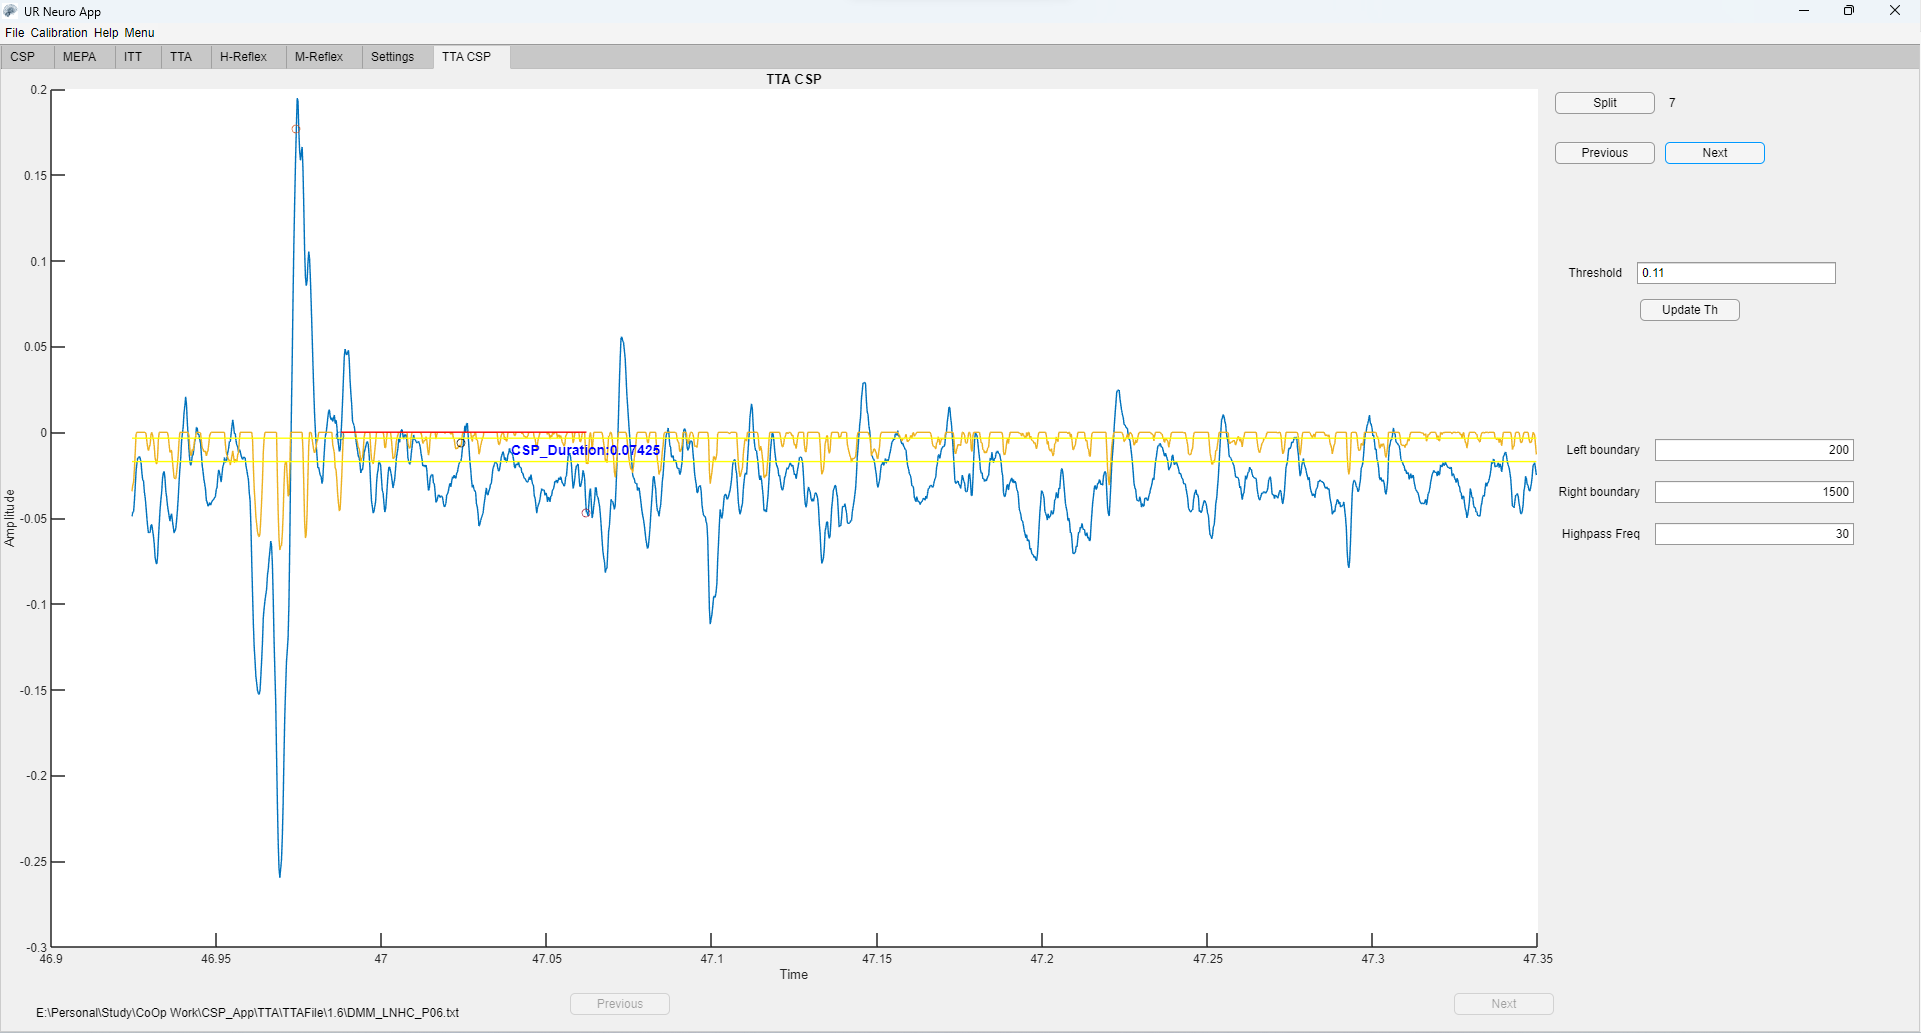 UR Neuro App
File Calibration Help Menu
CSP MEPA ITT TTA H-Reflex M-Reflex Settings TTA CSP
TTA CSP
Split 7
Previous Next
Threshold 0.11
Update Th
Left boundary 200
Right boundary 1500
Highpass Freq 30
0.2
0.15
0.1
0.05
0
-0.05
-0.1
-0.15
-0.2
-0.25
-0.3
Amplitude
CSP_Duration:0.07425
46.9 46.95 47 47.05 47.1 47.15 47.2 47.25 47.3 47.35
Time
Previous Next
E:\Personal\Study\CoOp Work\CSP_App\TTA\TTAFile\1.6\DMM_LNHC_P06.txt